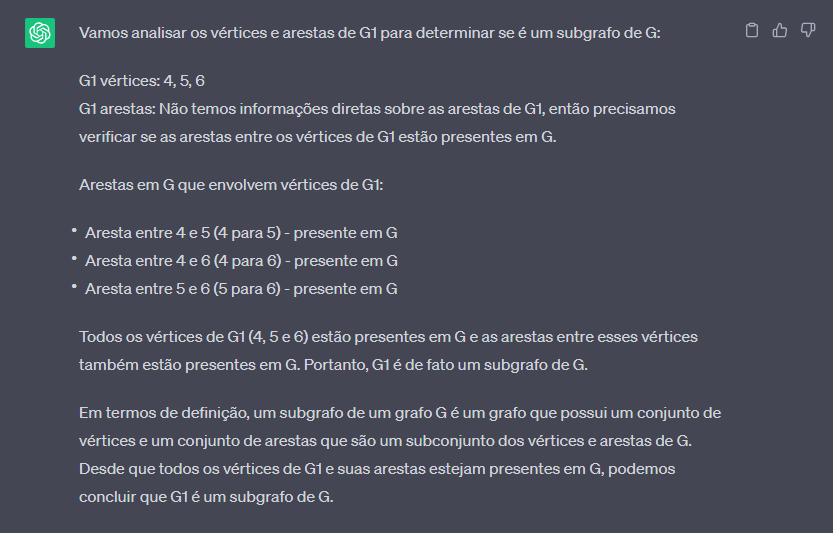 Vamos analisar os vértices e arestas de G1 para determinar se é um subgrafo de G:
G1 vértices: 4, 5, 6
G1 arestas: Não temos informações diretas sobre as arestas de G1, então precisamos
verificar se as arestas entre os vértices de G1 estão presentes em G.
Arestas em G que envolvem vértices de G1:
• Aresta entre 4 e 5 (4 para 5) - presente em G
• Aresta entre 4 e 6 (4 para 6) - presente em G
• Aresta entre 5 e 6 (5 para 6) - presente em G
Todos os vértices de G1 (4, 5 e 6) estão presentes em G e as arestas entre esses vértices
também estão presentes em G. Portanto, G1 é de fato um subgrafo de G.
Em termos de definição, um subgrafo de um grafo G é um grafo que possui um conjunto de
vértices e um conjunto de arestas que são um subconjunto dos vértices e arestas de G.
Desde que todos os vértices de G1 e suas arestas estejam presentes em G, podemos
concluir que G1 é um subgrafo de G.